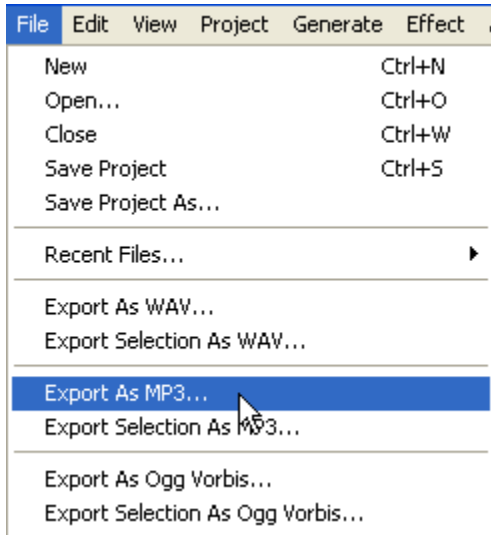 File Edit View Project Generate Effect
New Ctrl+N
Open... Ctrl+O
Close Ctrl+W
Save Project Ctrl+S
Save Project As...
Recent Files...
Export As WAV...
Export Selection As WAV...
Export As MP3...
Export Selection As MP3...
Export As Ogg Vorbis...
Export Selection As Ogg Vorbis...